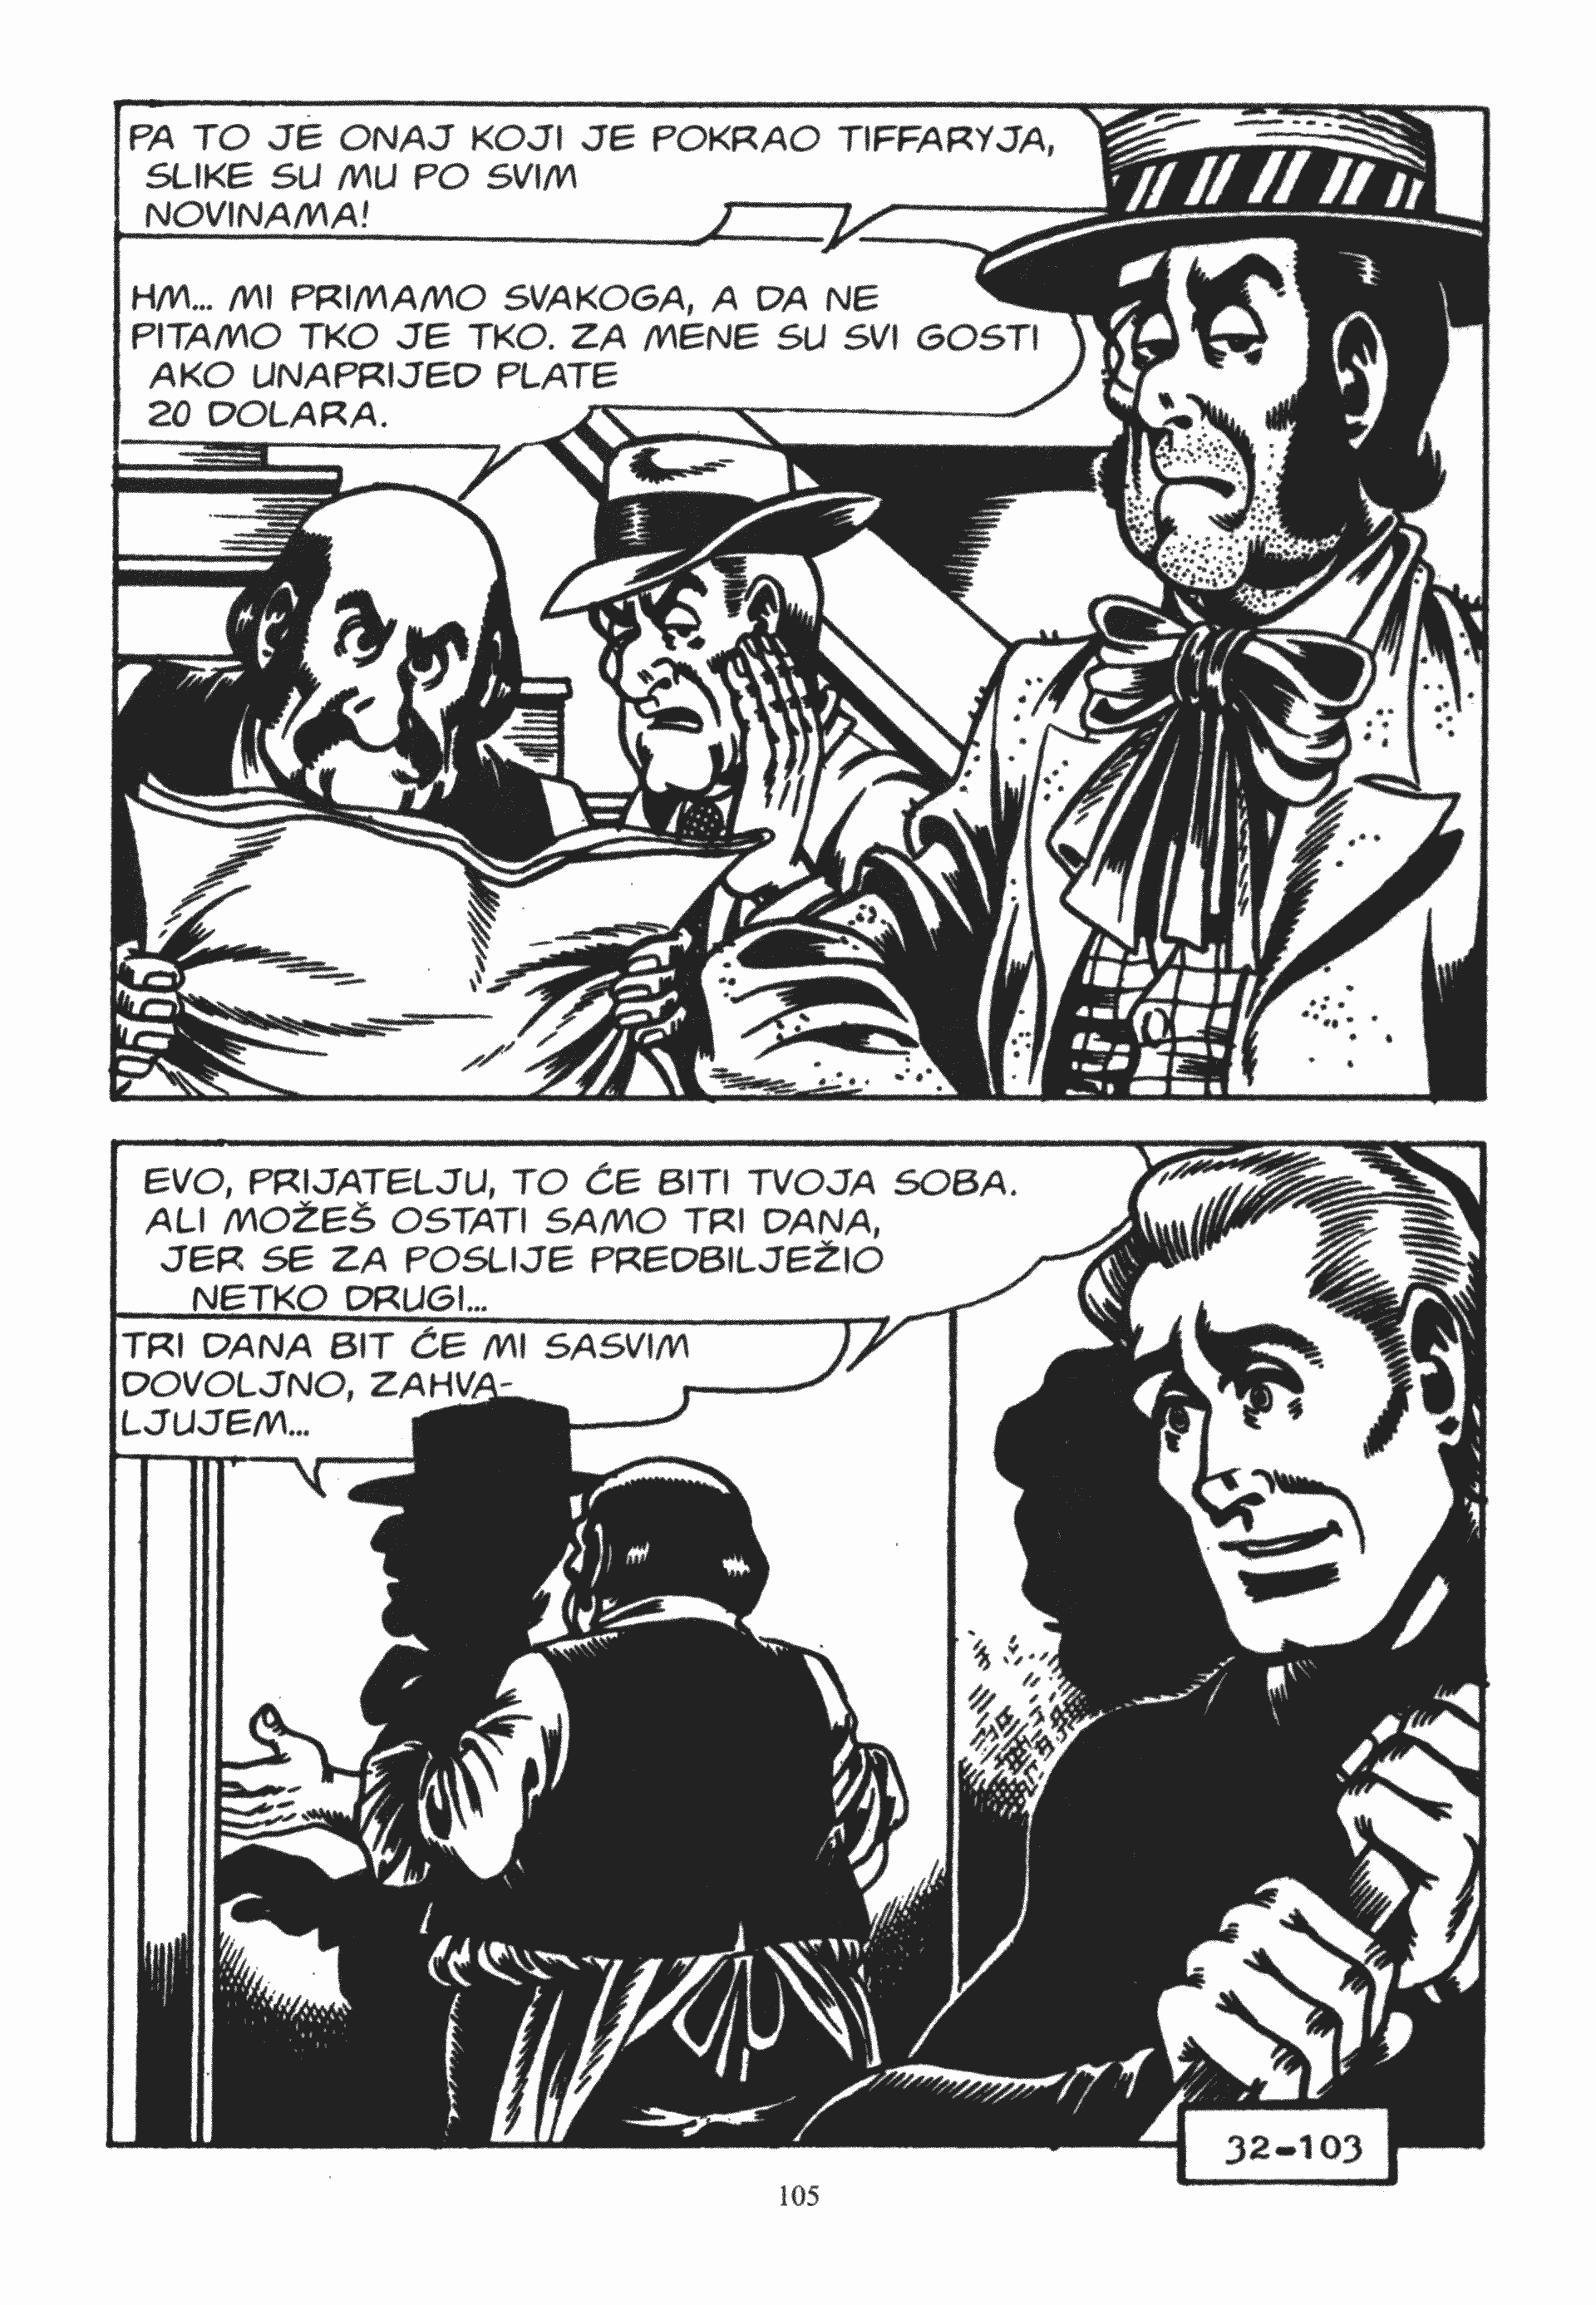 PA TO JE ONAJ KOJI JE POKRAO TIFFARYJA,
SLIKE SU MU PO SVIM
NOVINAMA!
HM... MI PRIMAMO SVAKOGA, A DA NE
PITAMO TKO JE TKO. ZA MENE SU SVI GOSTI
AKO UNAPRIJED PLATE
20 DOLARA.
EVO, PRIJATELJU, TO ĆE BITI TVOJA SOBA.
ALI MOŽEŠ OSTATI SAMO TRI DANA,
JER SE ZA POSLIJE PREDBILJEŽIO
NETKO DRUGI...
TRI DANA BIT ĆE MI SASVIM
DOVOLJNO, ZAHVA-
LJUJEM...
32-103
105